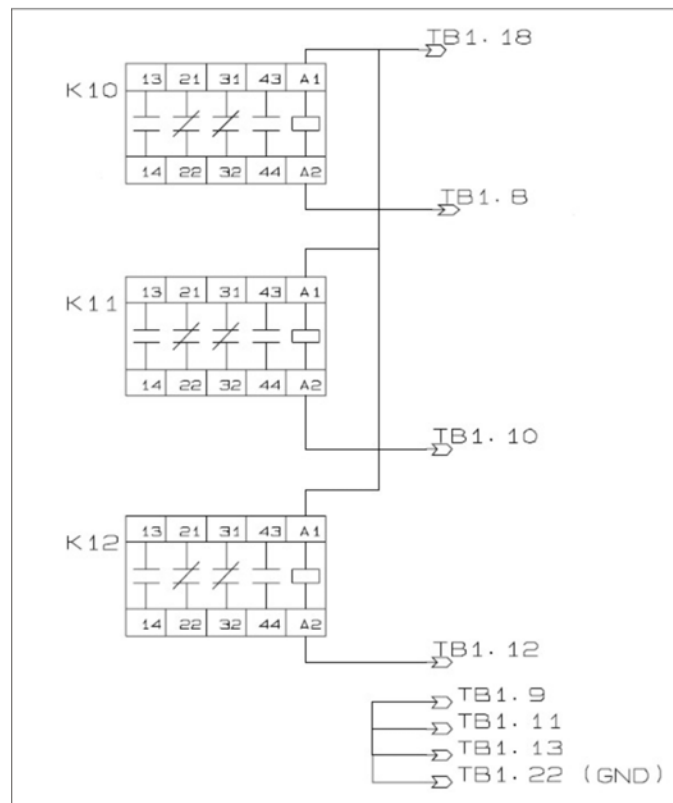 TB1.18
13 21 31 43 A1
K10
14 22 32 44 A2
TB1.8
13 21 31 43 A1
K11
14 22 32 44 A2
TB1.10
13 21 31 43 A1
K12
14 22 32 44 A2
TB1.12
TB1.9
TB1.11
TB1.13
TB1.22 (GND)